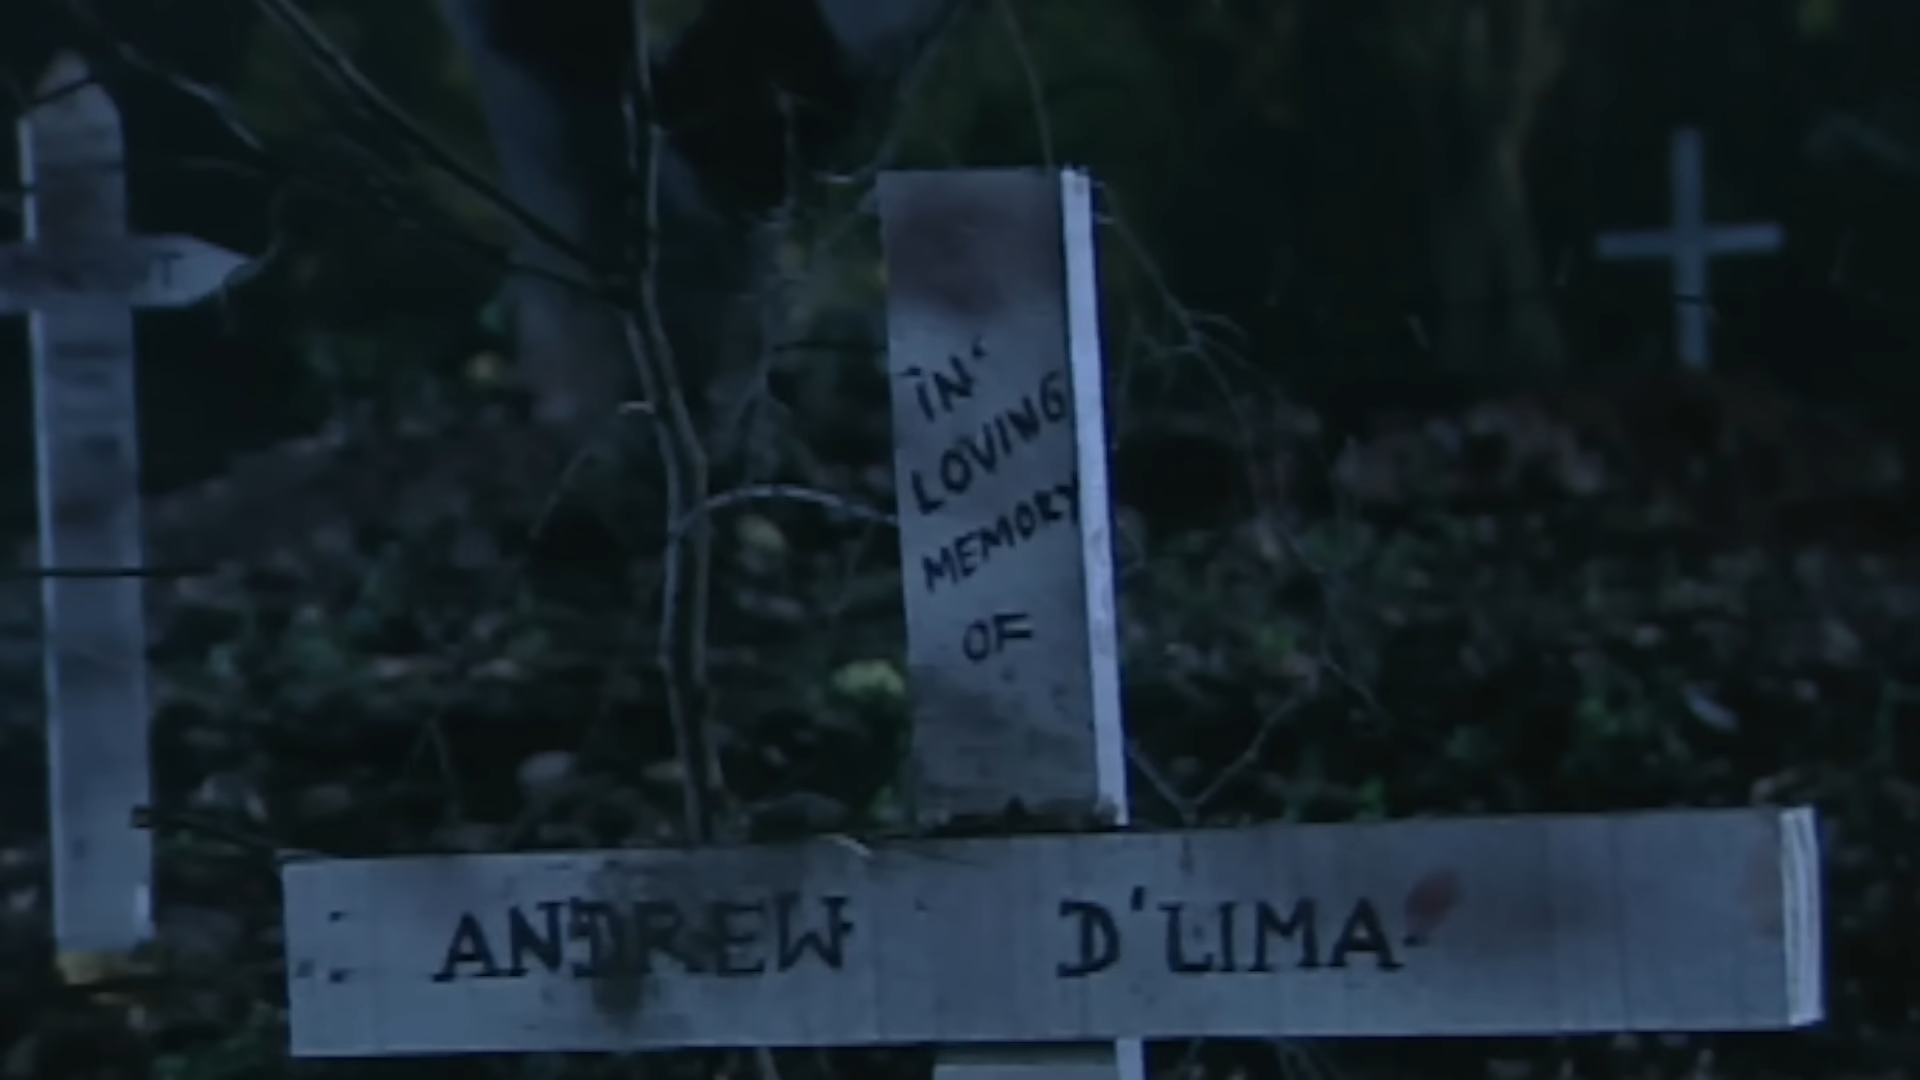 IN
LOVING
MEMORY
OF
ANDREW D'LIMA